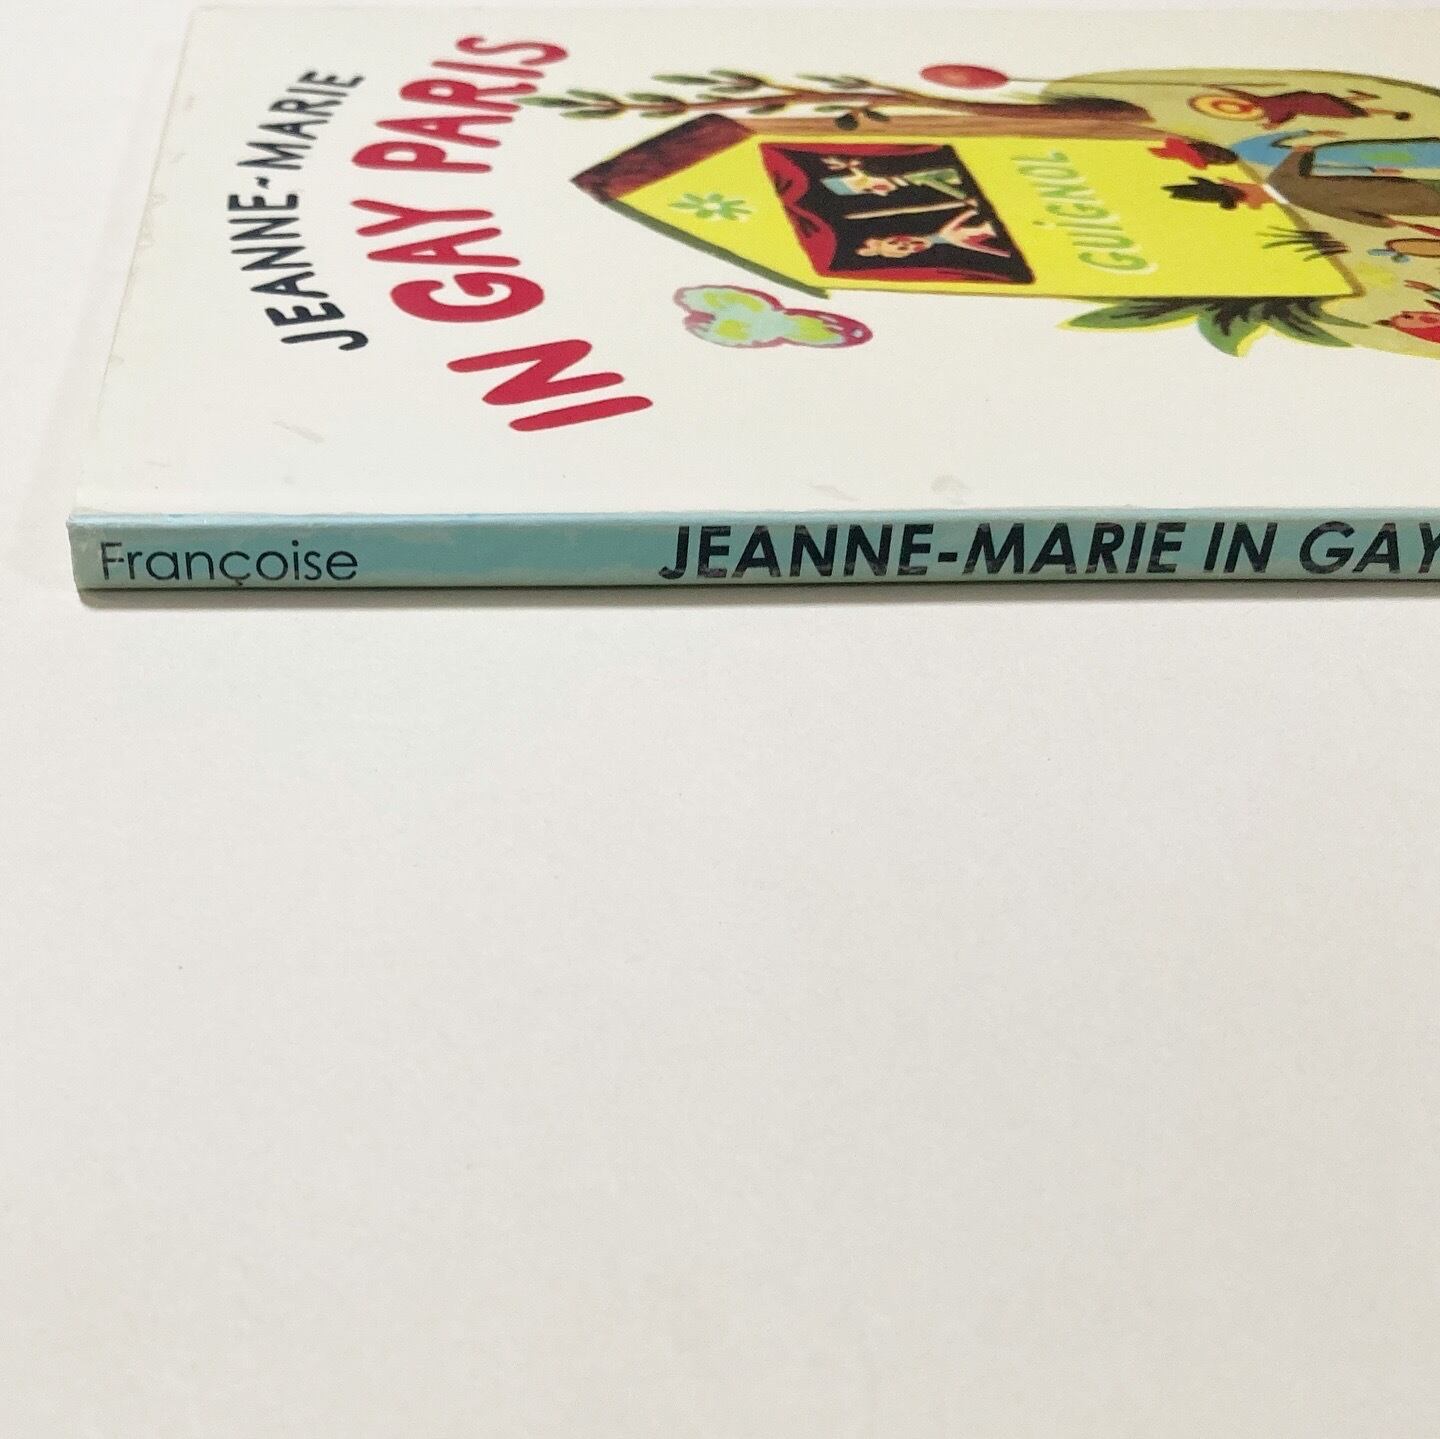 JEANNE-MARIE
IN GAY PARIS
GUiGNOL
Françoise
JEANNE-MARIE IN GAY